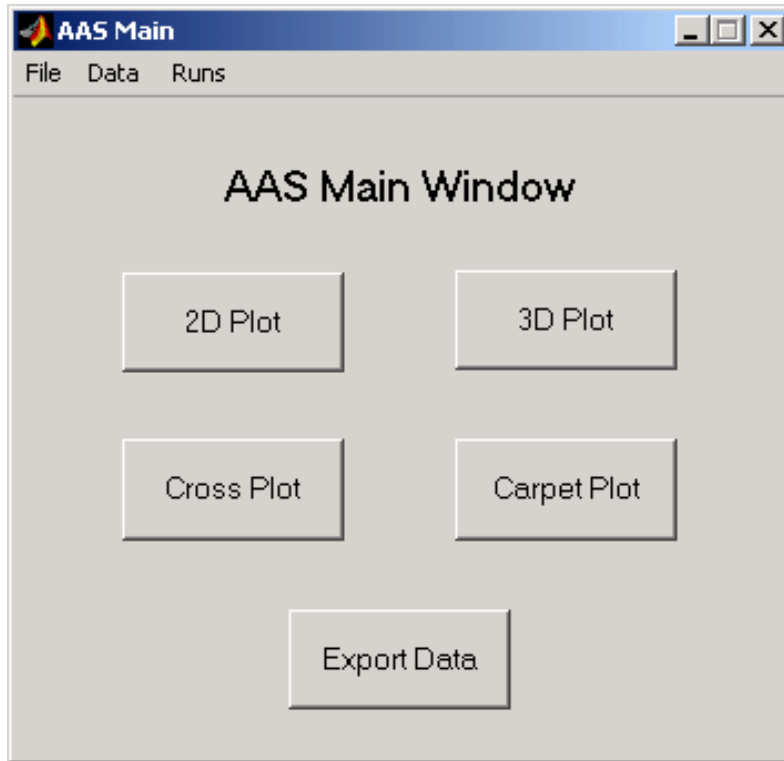 AAS Main
File Data Runs
AAS Main Window
2D Plot 3D Plot
Cross Plot Carpet Plot
Export Data